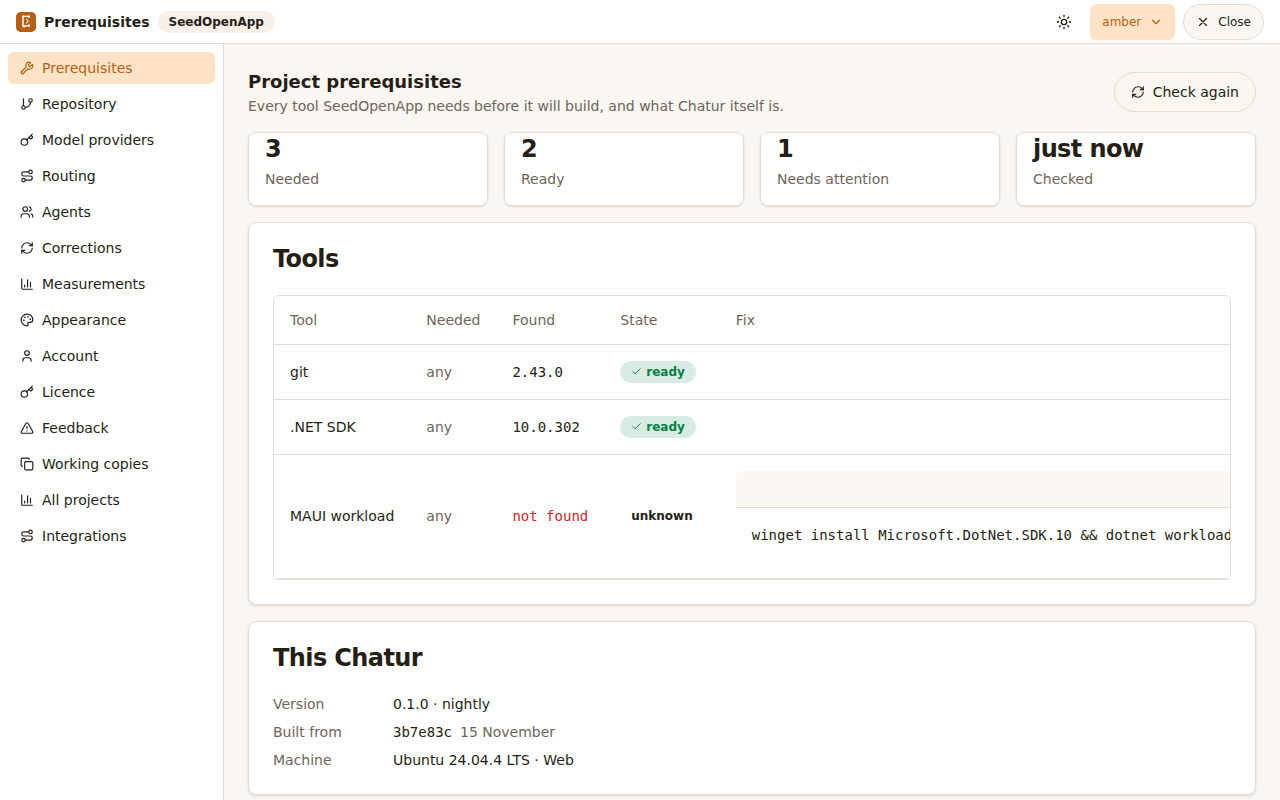 Prerequisites SeedOpenApp amber Close
Prerequisites
Repository
Model providers
Routing
Agents
Corrections
Measurements
Appearance
Account
Licence
Feedback
Working copies
All projects
Integrations
Project prerequisites
Every tool SeedOpenApp needs before it will build, and what Chatur itself is.
Check again
3 2 1 just now
Needed Ready Needs attention Checked
Tools
Tool Needed Found State Fix
git any 2.43.0 ready
.NET SDK any 10.0.302 ready
MAUI workload any not found unknown
winget install Microsoft.DotNet.SDK.10 && dotnet workload
This Chatur
Version 0.1.0 · nightly
Built from 3b7e83c 15 November
Machine Ubuntu 24.04.4 LTS · Web